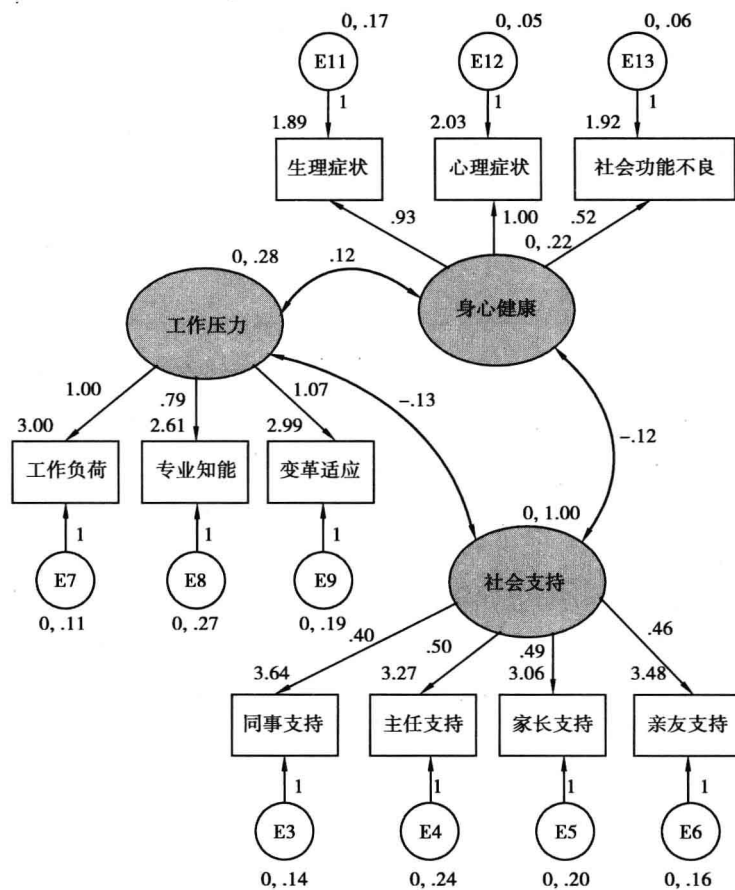 0, .17 0, .05 0, .06
E11 E12 E13
1 1 1
1.89 2.03 1.92
生理症状 心理症状 社会功能不良
.93 1.00 .52
0, .28 .12 0, .22
工作压力 身心健康
1.00 .79 1.07 -.13 -.12
3.00 2.61 2.99
工作负荷 专业知能 变革适应
1 1 1 0, 1.00
E7 E8 E9 社会支持
0, .11 0, .27 0, .19
.40 .50 .49 .46
3.64 3.27 3.06 3.48
同事支持 主任支持 家长支持 亲友支持
1 1 1 1
E3 E4 E5 E6
0, .14 0, .24 0, .20 0, .16